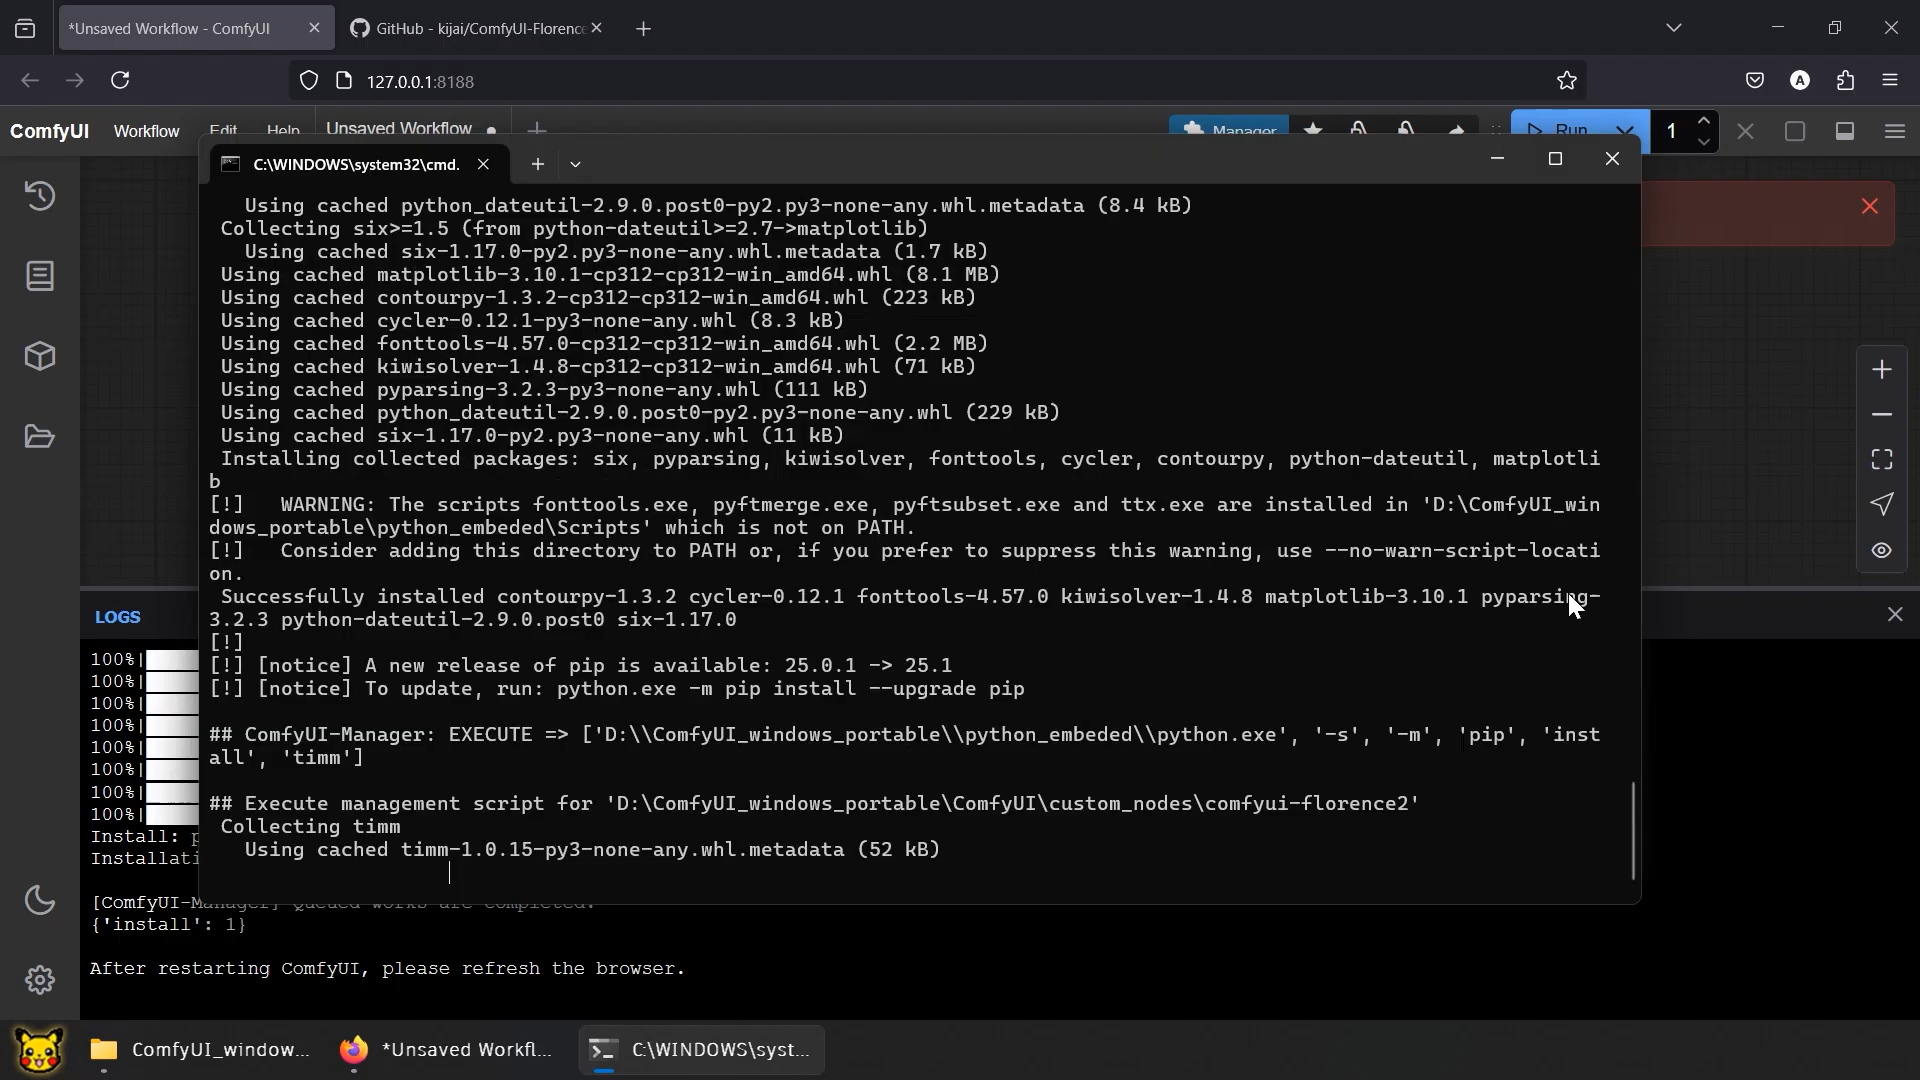 *Unsaved Workflow - ComfyUI
GitHub - kijai/ComfyUI-Florence
127.0.0.1:8188
ComfyUI Workflow Edit Help Unsaved Workflow
Manager
Run
1
C:\WINDOWS\system32\cmd.
Using cached python_dateutil-2.9.0.post0-py2.py3-none-any.whl.metadata (8.4 kB)
Collecting six>=1.5 (from python-dateutil>=2.7->matplotlib)
Using cached six-1.17.0-py2.py3-none-any.whl.metadata (1.7 kB)
Using cached matplotlib-3.10.1-cp312-cp312-win_amd64.whl (8.1 MB)
Using cached contourpy-1.3.2-cp312-cp312-win_amd64.whl (223 kB)
Using cached cycler-0.12.1-py3-none-any.whl (8.3 kB)
Using cached fonttools-4.57.0-cp312-cp312-win_amd64.whl (2.2 MB)
Using cached kiwisolver-1.4.8-cp312-cp312-win_amd64.whl (71 kB)
Using cached pyparsing-3.2.3-py3-none-any.whl (111 kB)
Using cached python_dateutil-2.9.0.post0-py2.py3-none-any.whl (229 kB)
Using cached six-1.17.0-py2.py3-none-any.whl (11 kB)
Installing collected packages: six, pyparsing, kiwisolver, fonttools, cycler, contourpy, python-dateutil, matplotli
b
[!]   WARNING: The scripts fonttools.exe, pyftmerge.exe, pyftsubset.exe and ttx.exe are installed in 'D:\ComfyUI_win
dows_portable\python_embeded\Scripts' which is not on PATH.
[!]   Consider adding this directory to PATH or, if you prefer to suppress this warning, use --no-warn-script-locati
on.
Successfully installed contourpy-1.3.2 cycler-0.12.1 fonttools-4.57.0 kiwisolver-1.4.8 matplotlib-3.10.1 pyparsing-
3.2.3 python-dateutil-2.9.0.post0 six-1.17.0
[!]
[!] [notice] A new release of pip is available: 25.0.1 -> 25.1
[!] [notice] To update, run: python.exe -m pip install --upgrade pip
## ComfyUI-Manager: EXECUTE => ['D:\\ComfyUI_windows_portable\\python_embeded\\python.exe', '-s', '-m', 'pip', 'inst
all', 'timm']
## Execute management script for 'D:\ComfyUI_windows_portable\ComfyUI\custom_nodes\comfyui-florence2'
Collecting timm
Using cached timm-1.0.15-py3-none-any.whl.metadata (52 kB)
LOGS
100%|
100%|
100%|
100%|
100%|
100%|
100%|
100%|
Install:
Installati
[ComfyUI-Manager] Queued works are completed.
{'install': 1}
After restarting ComfyUI, please refresh the browser.
ComfyUI_window...
*Unsaved Workfl...
C:\WINDOWS\syst...